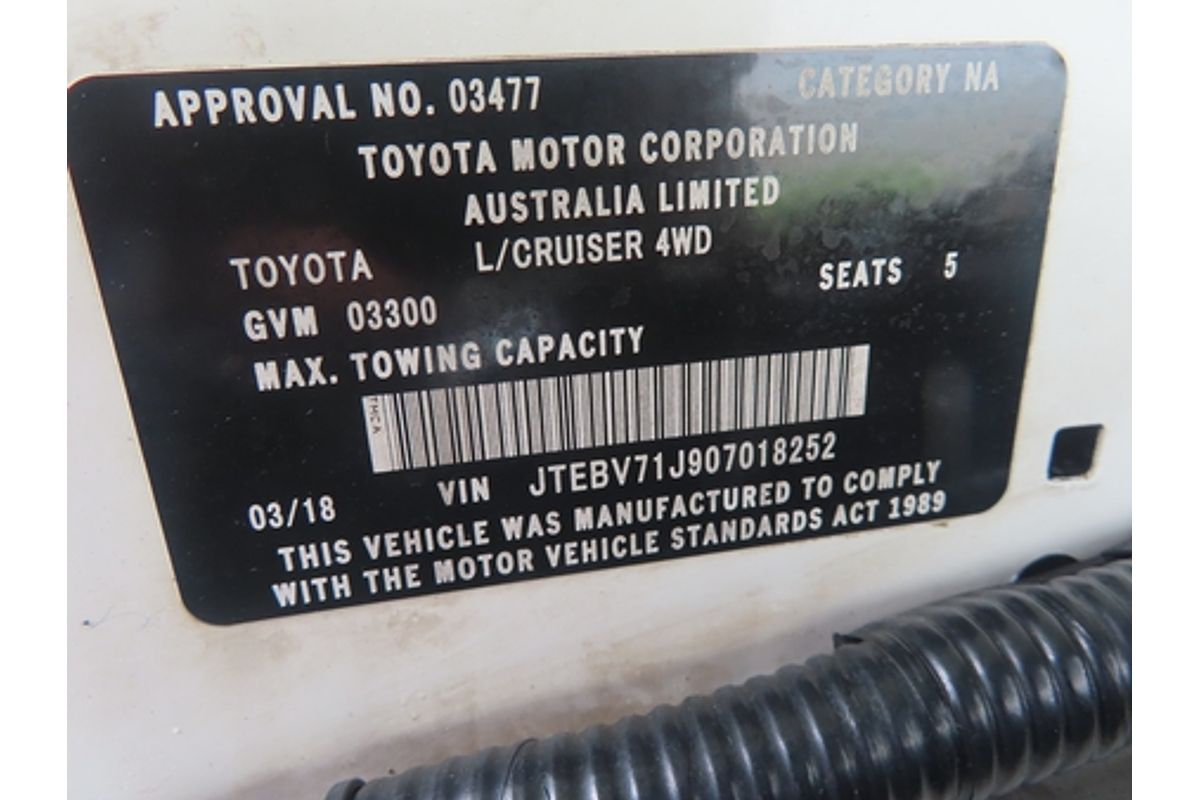 APPROVAL NO. 03477 CATEGORY NA
TOYOTA MOTOR CORPORATION
AUSTRALIA LIMITED
TOYOTA L/CRUISER 4WD
GVM 03300 SEATS 5
MAX. TOWING CAPACITY
TMCA
03/18 VIN JTEBV71J907018252
THIS VEHICLE WAS MANUFACTURED TO COMPLY
WITH THE MOTOR VEHICLE STANDARDS ACT 1989